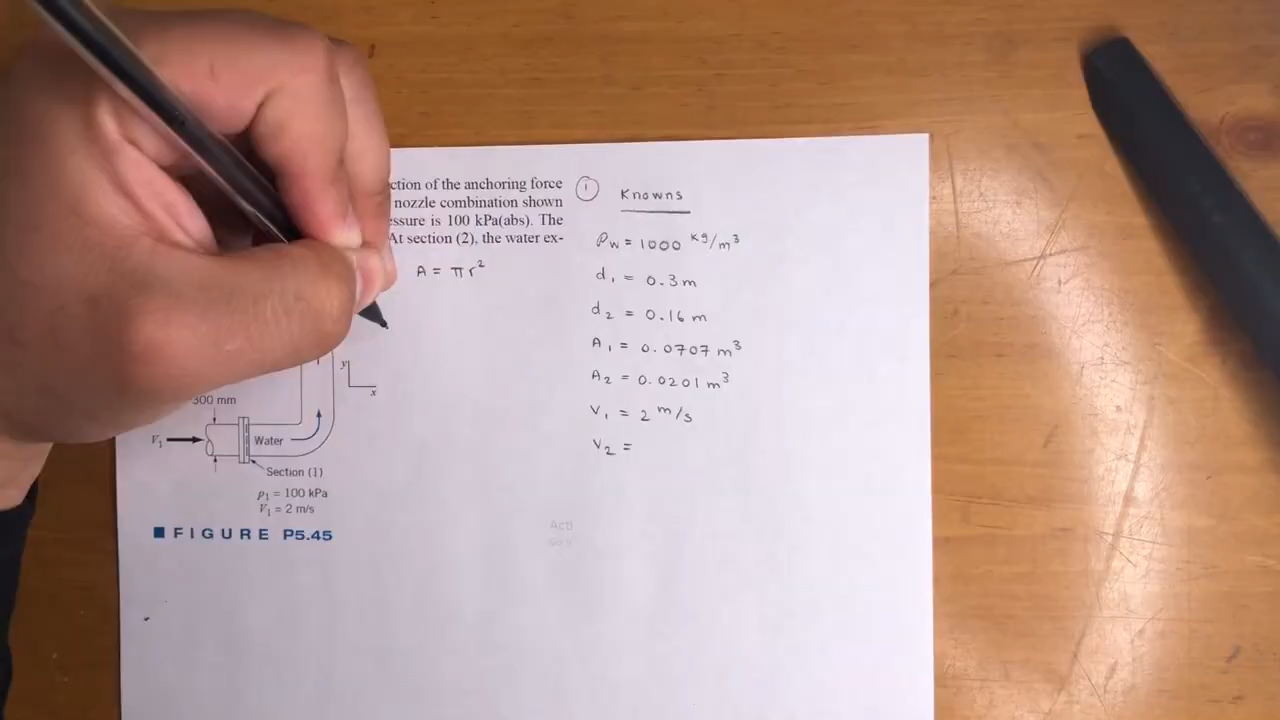 ction of the anchoring force
nozzle combination shown
ssure is 100 kPa(abs). The
At section (2), the water ex-
A = πr²
y
x
300 mm
V₁
Water
Section (1)
p₁ = 100 kPa
V₁ = 2 m/s
FIGURE P5.45
① Knowns
ρw = 1000 kg/m³
d₁ = 0.3 m
d₂ = 0.16 m
A₁ = 0.0707 m³
A₂ = 0.0201 m³
V₁ = 2 m/s
V₂ =
Acti